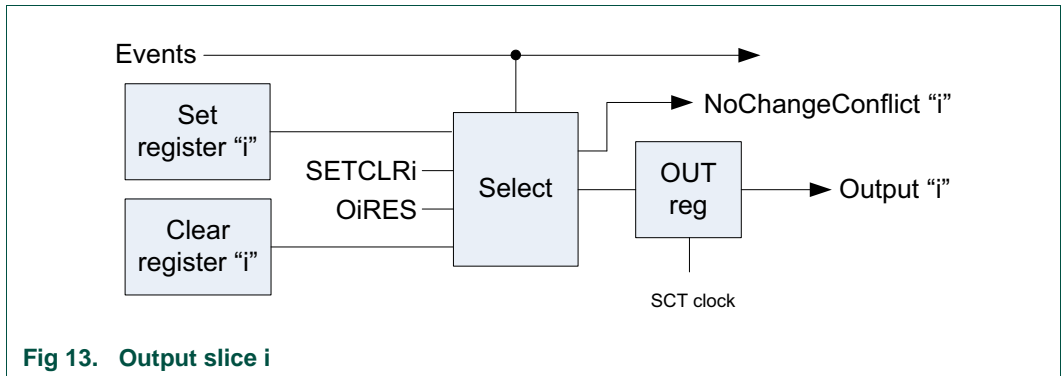 Events
Set
register “i”
NoChangeConflict “i”
SETCLRi
OiRES
Select
OUT
reg
Output “i”
Clear
register “i”
SCT clock
Fig 13. Output slice i